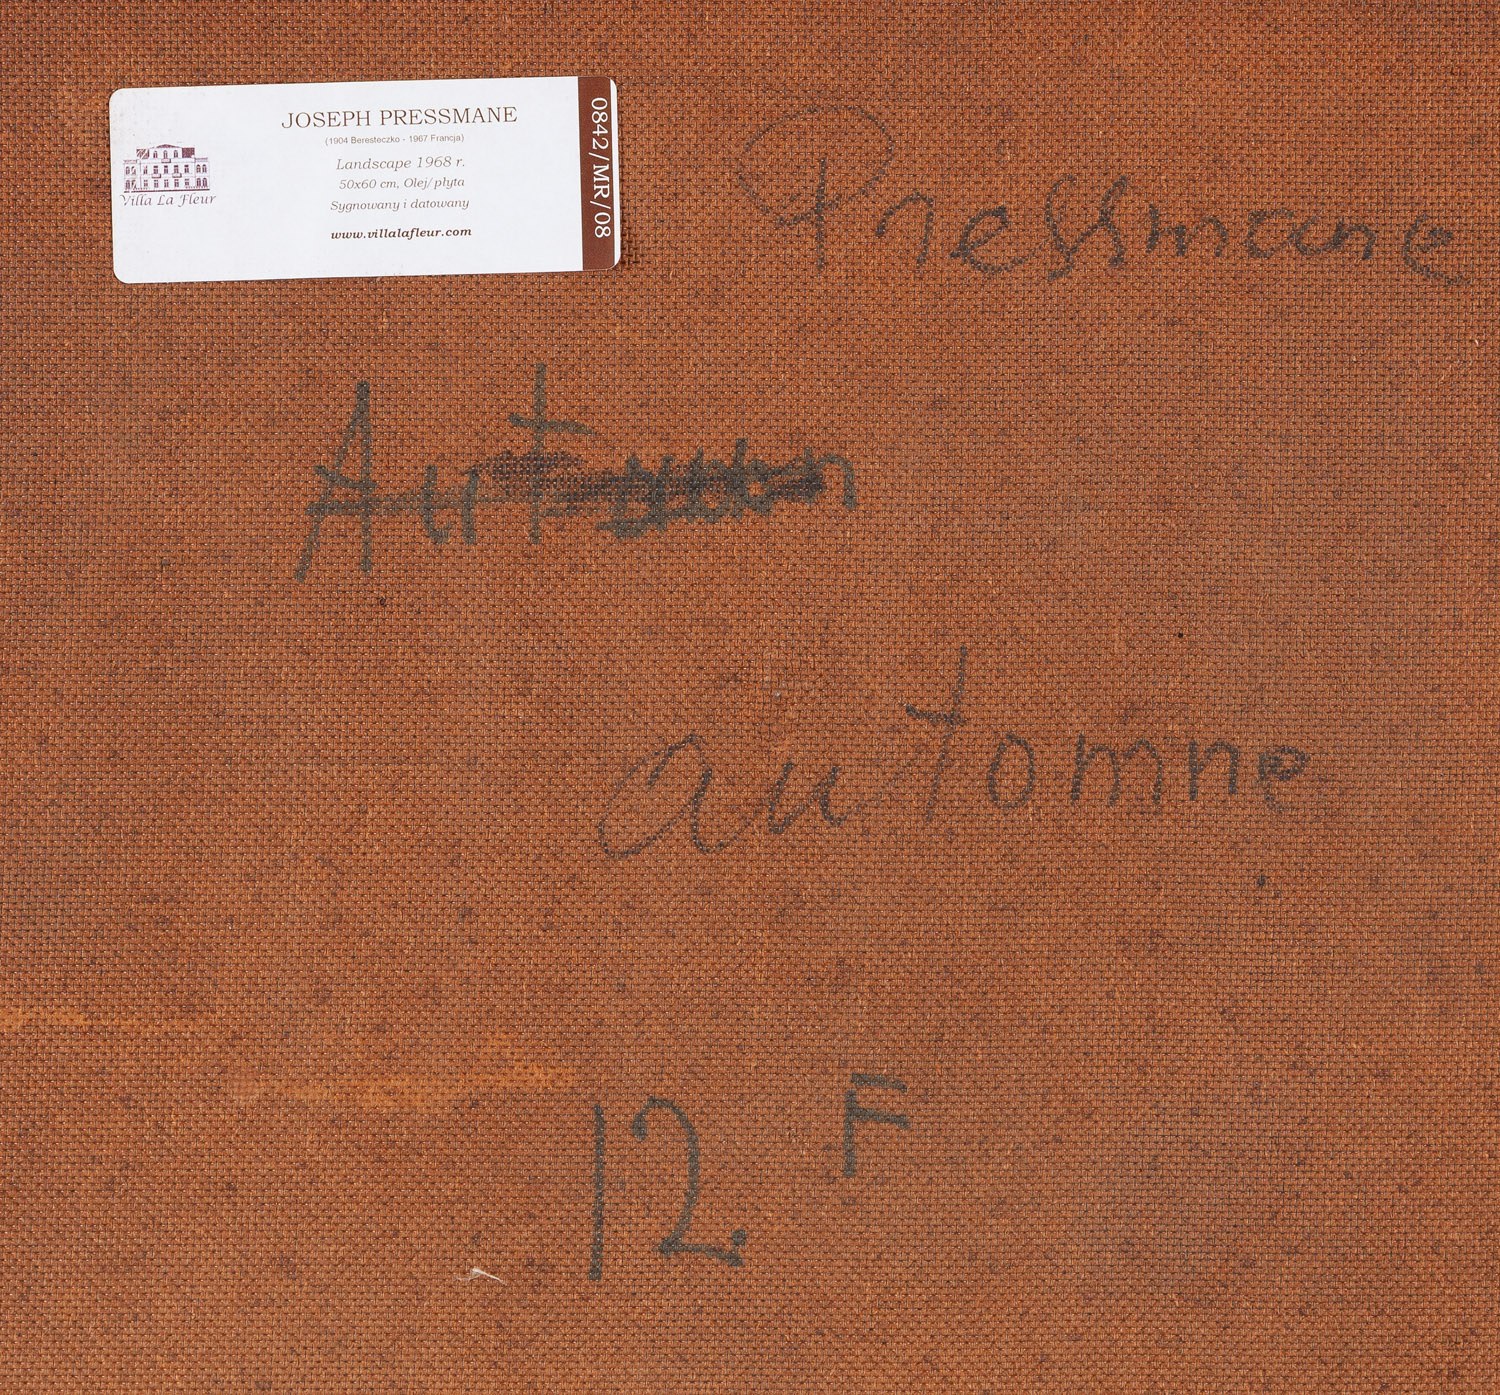 JOSEPH PRESSMANE
(1904 Beresteczko - 1967 Francja)
Landscape 1968 r.
50x60 cm, Olej/płyta
Sygnowany i datowany
www.villalafleur.com
Villa La Fleur
0842/MR/08
Pressmane
automne
12 F